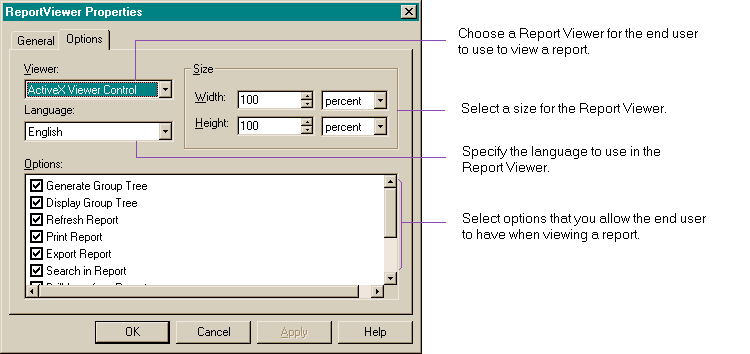 ReportViewer Properties
General
Options
Viewer:
ActiveX Viewer Control
Language:
English
Size
Width:
100
percent
Height:
100
percent
Options:
Generate Group Tree
Display Group Tree
Refresh Report
Print Report
Export Report
Search in Report
OK
Cancel
Apply
Help
Choose a Report Viewer for the end user
to use to view a report.
Select a size for the Report Viewer.
Specify the language to use in the
Report Viewer.
Select options that you allow the end user
to have when viewing a report.